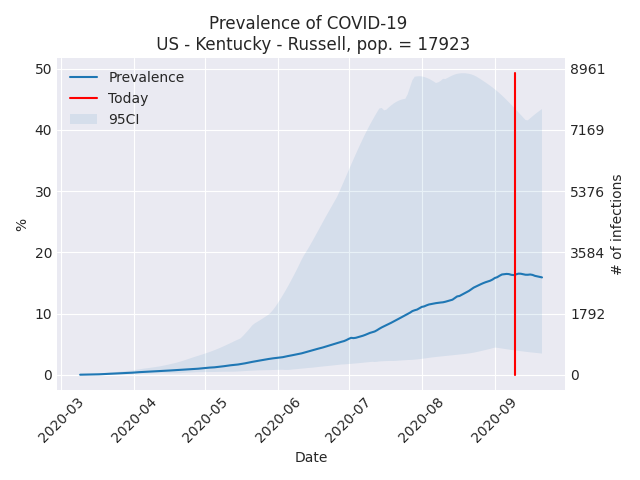 Prevalence of COVID-19
US - Kentucky - Russell, pop. = 17923
50
40
30
20
10
0
%
8961
7169
5376
3584
1792
0
# of infections
Prevalence
Today
95CI
2020-03
2020-04
2020-05
2020-06
2020-07
2020-08
2020-09
Date